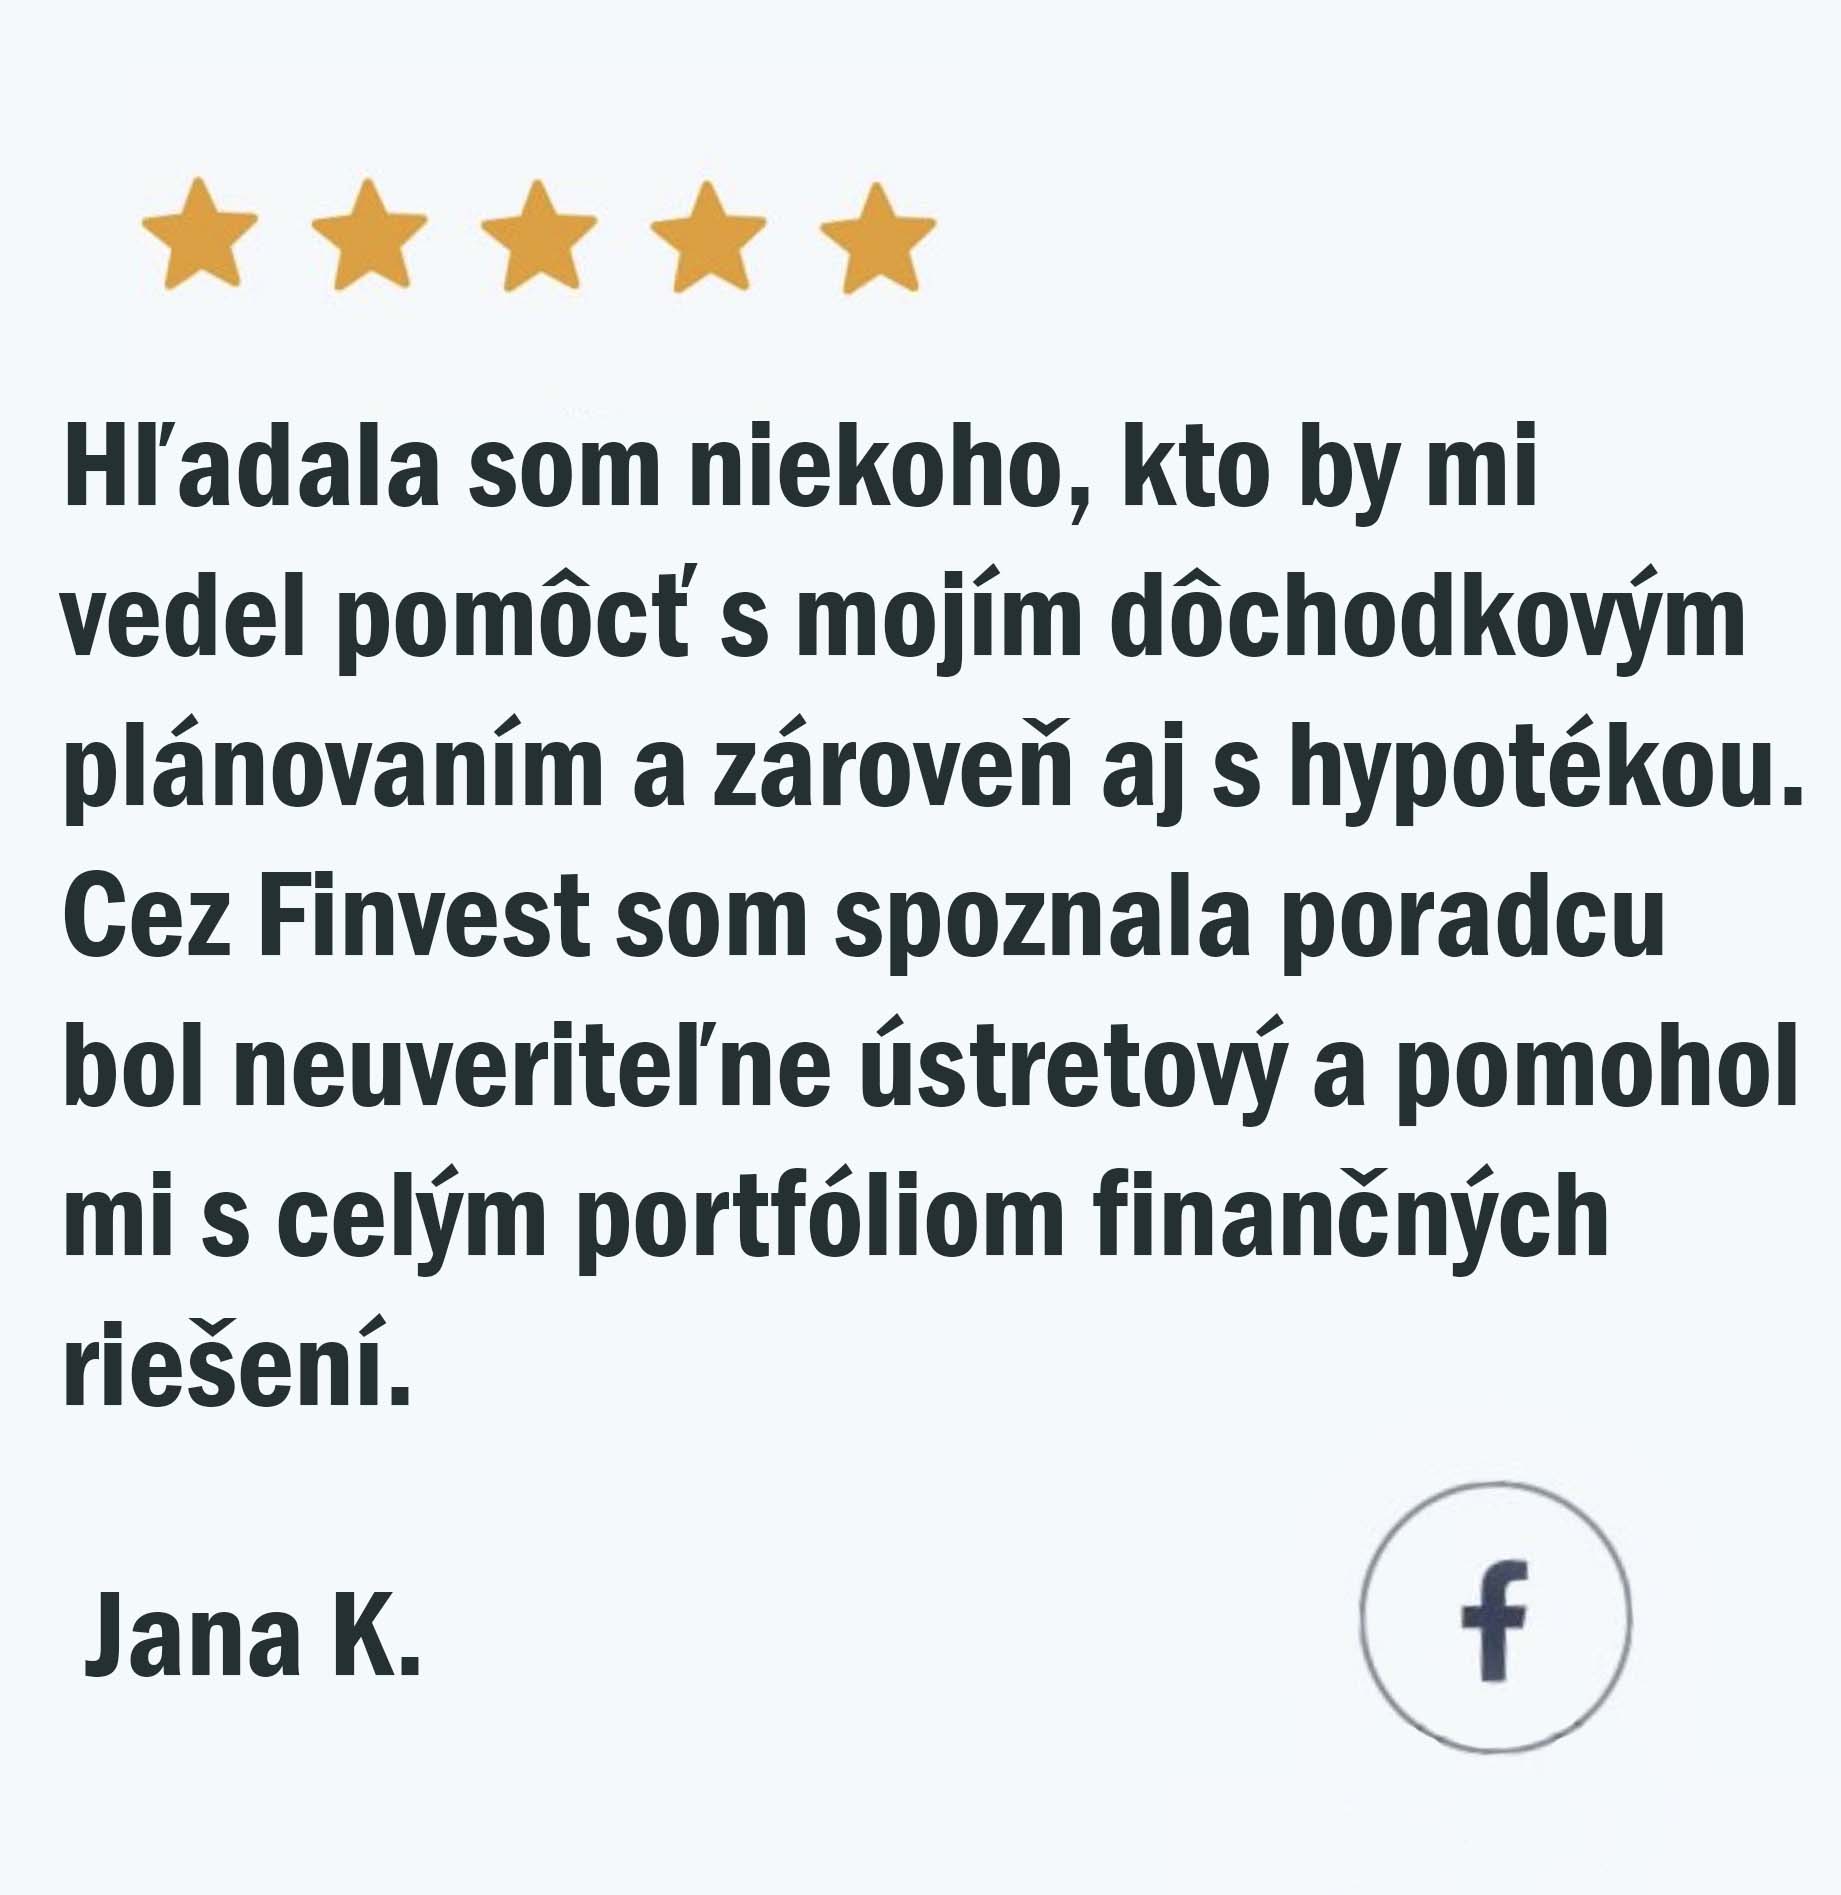 Hľadala som niekoho, kto by mi
vedel pomôcť s mojím dôchodkovým
plánovaním a zároveň aj s hypotékou.
Cez Finvest som spoznala poradcu
bol neuveriteľne ústretový a pomohol
mi s celým portfóliom finančných
riešení.
Jana K.
f